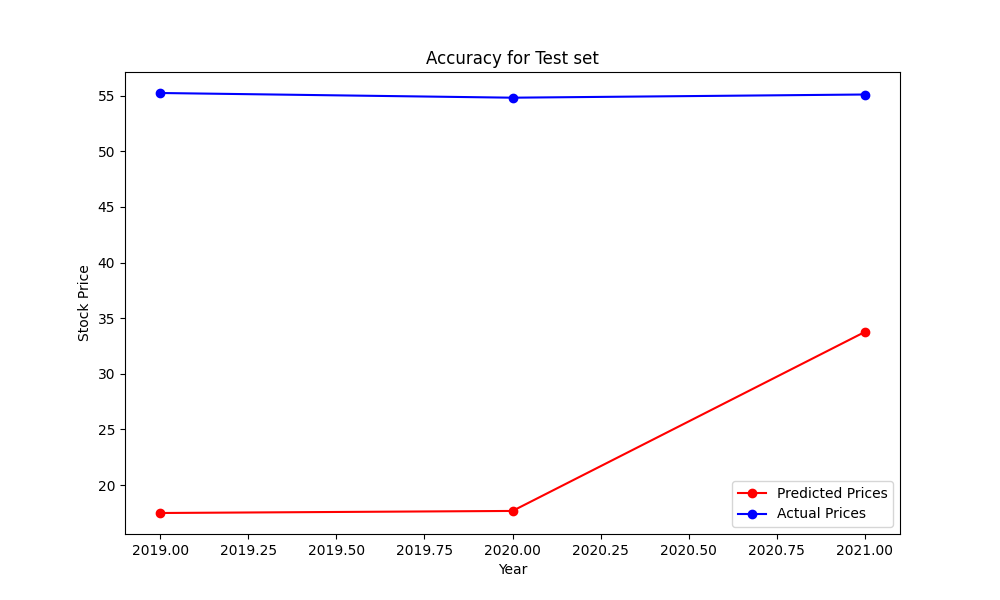 Accuracy for Test set
Stock Price
55
50
45
40
35
30
25
20
Predicted Prices
Actual Prices
2019.00 2019.25 2019.50 2019.75 2020.00 2020.25 2020.50 2020.75 2021.00
Year